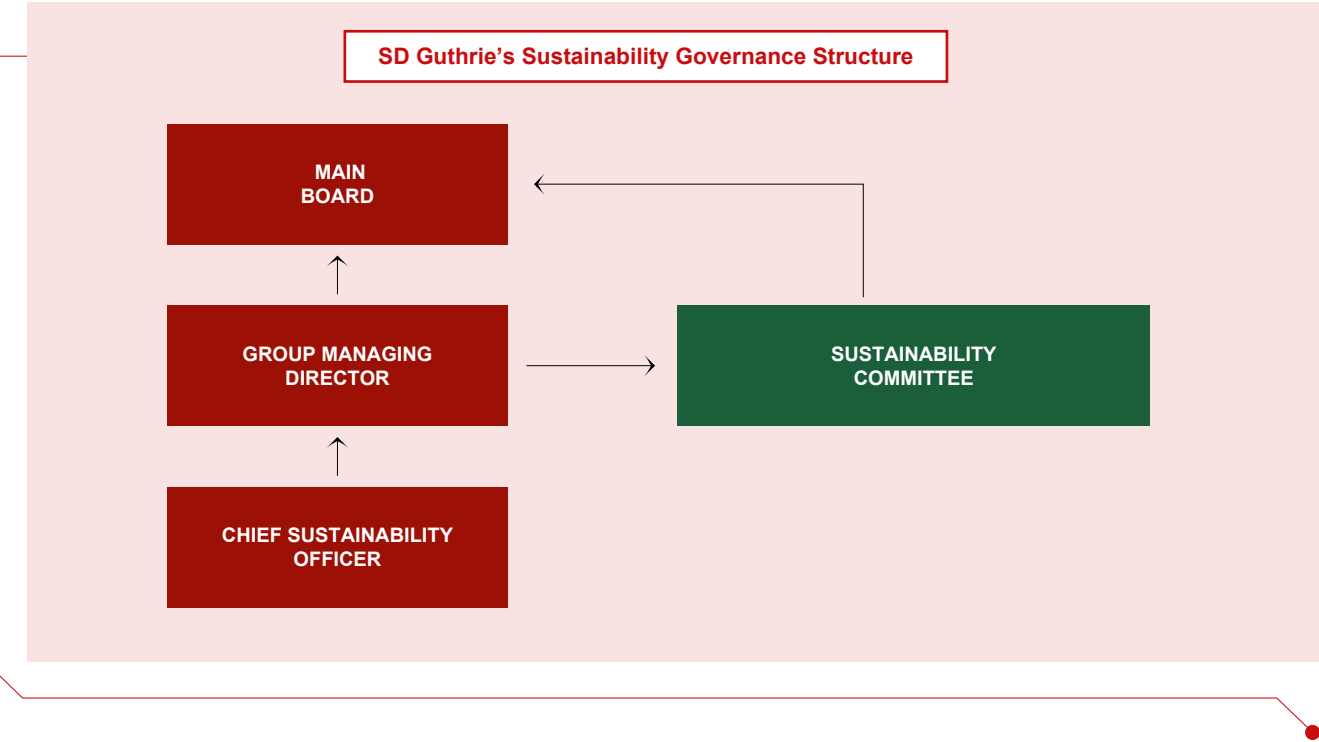 SD Guthrie’s Sustainability Governance Structure
MAIN
BOARD
GROUP MANAGING
DIRECTOR
SUSTAINABILITY
COMMITTEE
CHIEF SUSTAINABILITY
OFFICER